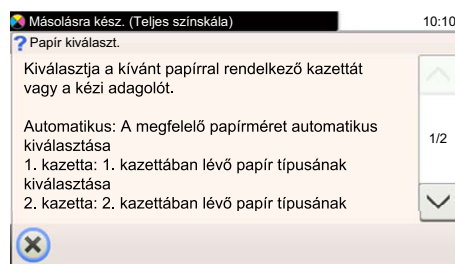 Másolásra kész. (Teljes színskála)
10:10
Papír kiválaszt.
Kiválasztja a kívánt papírral rendelkező kazettát
vagy a kézi adagolót.
Automatikus: A megfelelő papírméret automatikus
kiválasztása
1. kazetta: 1. kazettában lévő papír típusának
kiválasztása
2. kazetta: 2. kazettában lévő papír típusának
1/2